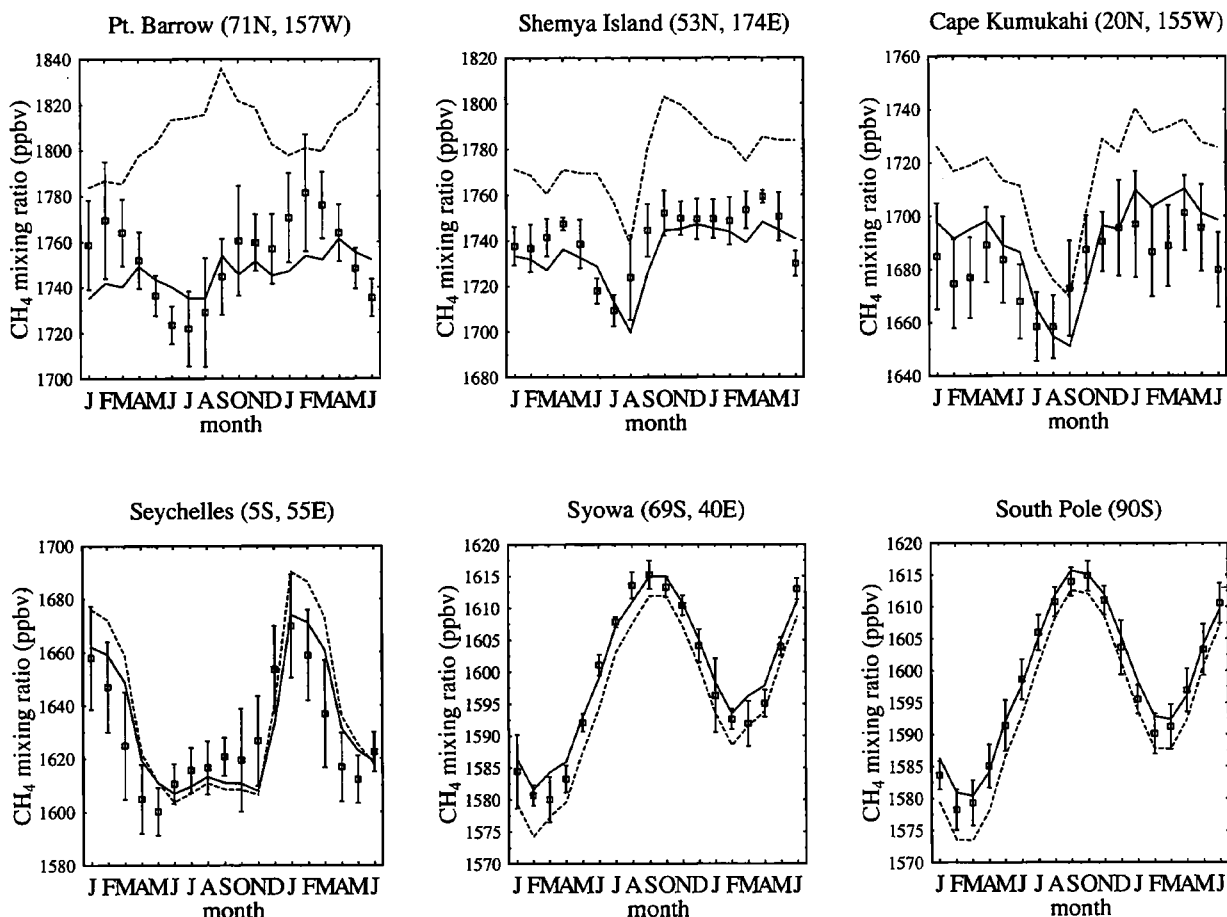 Pt. Barrow (71N, 157W)
CH4 mixing ratio (ppbv)
1840
1820
1800
1780
1760
1740
1720
1700
J FMAMJ J ASOND J FMAMJ
month
Shemya Island (53N, 174E)
CH4 mixing ratio (ppbv)
1820
1800
1780
1760
1740
1720
1700
1680
J FMAMJ J ASOND J FMAMJ
month
Cape Kumukahi (20N, 155W)
CH4 mixing ratio (ppbv)
1760
1740
1720
1700
1680
1660
1640
J FMAMJ J ASOND J FMAMJ
month
Seychelles (5S, 55E)
CH4 mixing ratio (ppbv)
1700
1680
1660
1640
1620
1600
1580
J FMAMJ J ASOND J FMAMJ
month
Syowa (69S, 40E)
CH4 mixing ratio (ppbv)
1620
1615
1610
1605
1600
1595
1590
1585
1580
1575
1570
J FMAMJ J ASOND J FMAMJ
month
South Pole (90S)
CH4 mixing ratio (ppbv)
1620
1615
1610
1605
1600
1595
1590
1585
1580
1575
1570
J FMAMJ J ASOND J FMAMJ
month